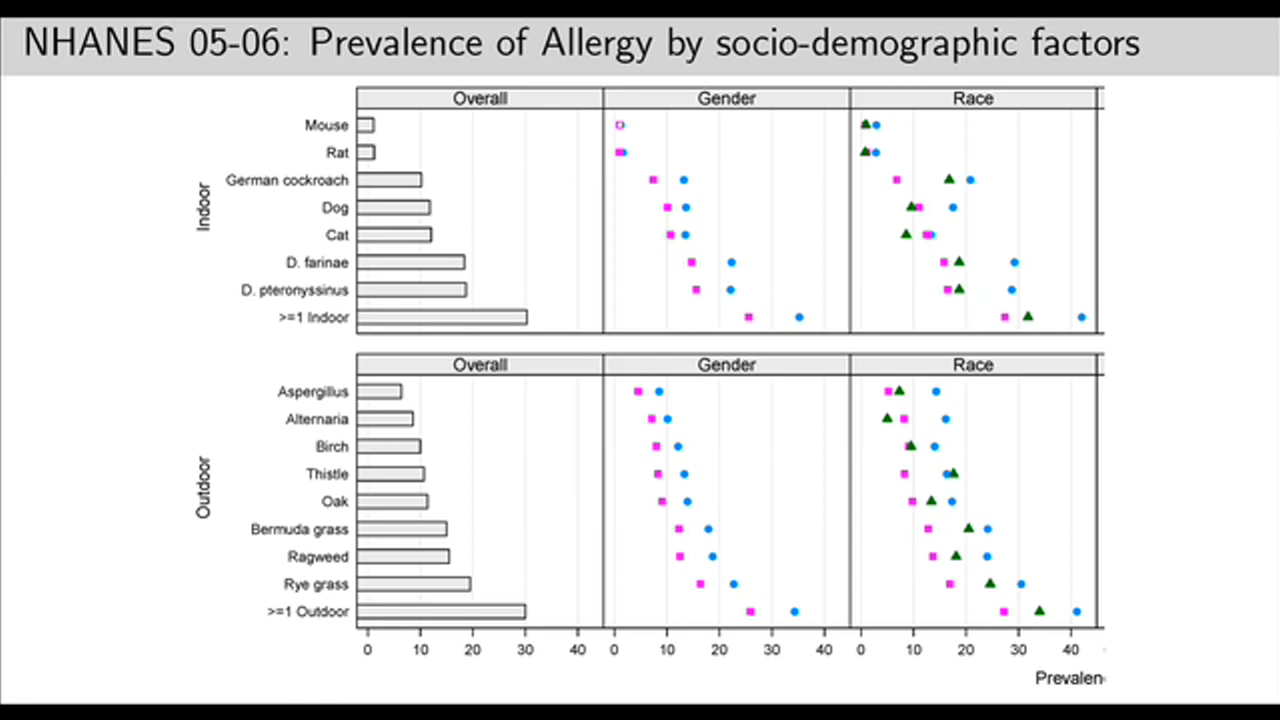 NHANES 05-06: Prevalence of Allergy by socio-demographic factors
Overall Gender Race
Indoor
Mouse
Rat
German cockroach
Dog
Cat
D. farinae
D. pteronyssinus
>=1 Indoor
Overall Gender Race
Outdoor
Aspergillus
Alternaria
Birch
Thistle
Oak
Bermuda grass
Ragweed
Rye grass
>=1 Outdoor
0 10 20 30 40 0 10 20 30 40 0 10 20 30 40
Prevalen